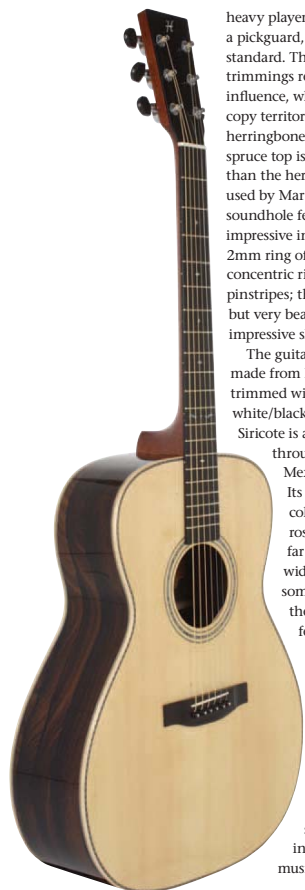 heavy player
a pickguard,
standard. Th
trimmings re
influence, wh
copy territor
herringbone
spruce top is
than the her
used by Mar
soundhole fe
impressive in
2mm ring of
concentric ri
pinstripes; th
but very bea
impressive s
The guita
made from
trimmed wi
white/black
Siricote is a
throu
Mex
Its
col
ros
far
wid
som
the
fe
in
mus